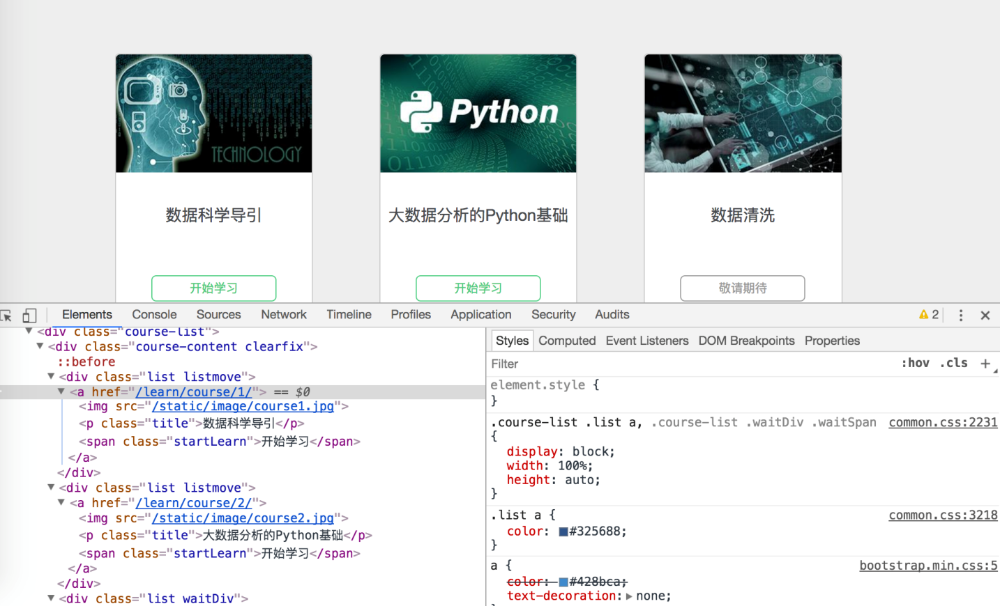 TECHNOLOGY
Python
数据科学导引
大数据分析的Python基础
数据清洗
开始学习
开始学习
敬请期待
Elements Console Sources Network Timeline Profiles Application Security Audits 2
<div class="course-list">
<div class="course-content clearfix">
::before
<div class="list listmove">
<a href="/learn/course/1/"> == $0
<img src="/static/image/course1.jpg">
<p class="title">数据科学导引</p>
<span class="startLearn">开始学习</span>
</a>
</div>
<div class="list listmove">
<a href="/learn/course/2/">
<img src="/static/image/course2.jpg">
<p class="title">大数据分析的Python基础</p>
<span class="startLearn">开始学习</span>
</a>
</div>
<div class="list waitDiv">
Styles Computed Event Listeners DOM Breakpoints Properties
Filter :hov .cls +
element.style {
}
.course-list .list a, .course-list .waitDiv .waitSpan common.css:2231
{
display: block;
width: 100%;
height: auto;
}
.list a { common.css:3218
color: #325688;
}
a { bootstrap.min.css:5
color: #428bca;
text-decoration: none;